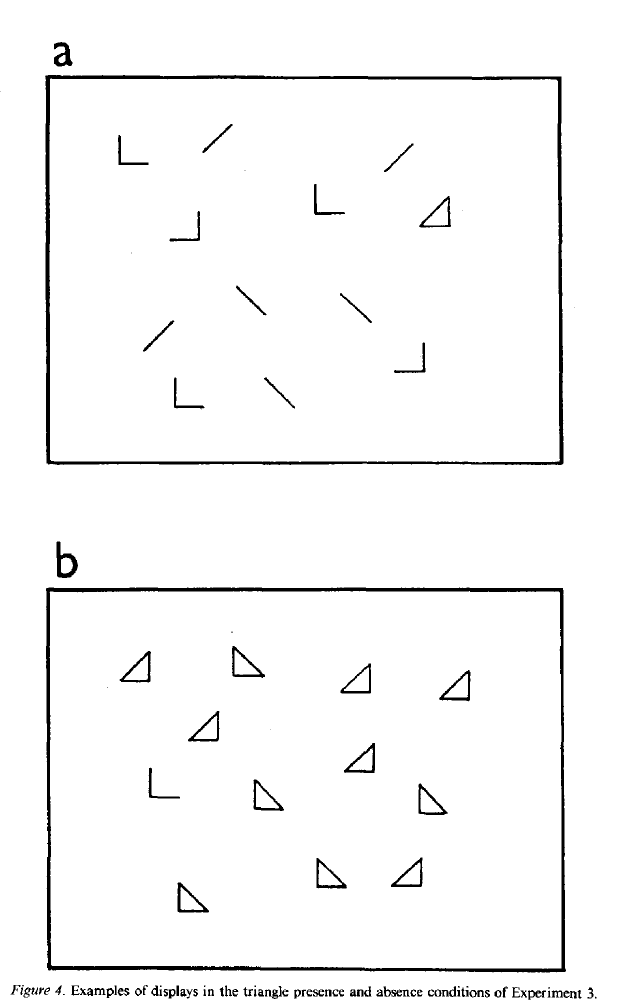 a
b
Figure 4. Examples of displays in the triangle presence and absence conditions of Experiment 3.